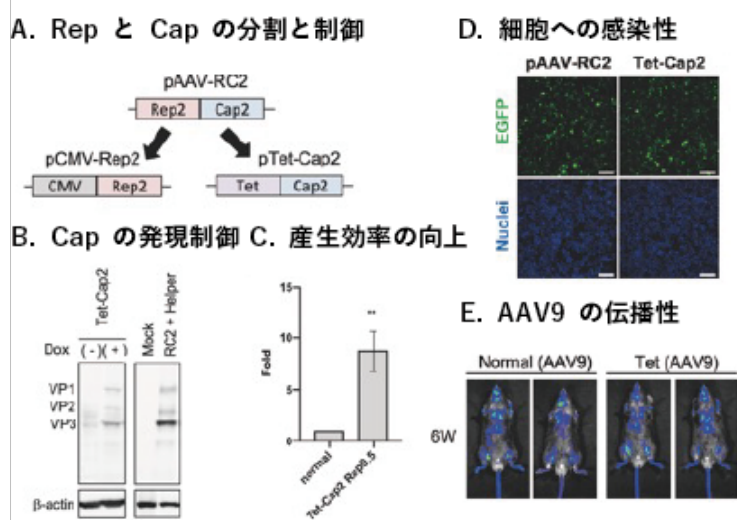 A. Rep と Cap の分割と制御
pAAV-RC2
Rep2 Cap2
pCMV-Rep2
CMV Rep2
pTet-Cap2
Tet Cap2
B. Cap の発現制御
Tet-Cap2
Mock
RC2 + Helper
Dox (-)(+)
VP1
VP2
VP3
β-actin
C. 産生効率の向上
Fold
15
10
5
0
**
normal
Tet-Cap2 Rep0.5
D. 細胞への感染性
pAAV-RC2 Tet-Cap2
EGFP
Nuclei
E. AAV9 の伝播性
Normal (AAV9) Tet (AAV9)
6W